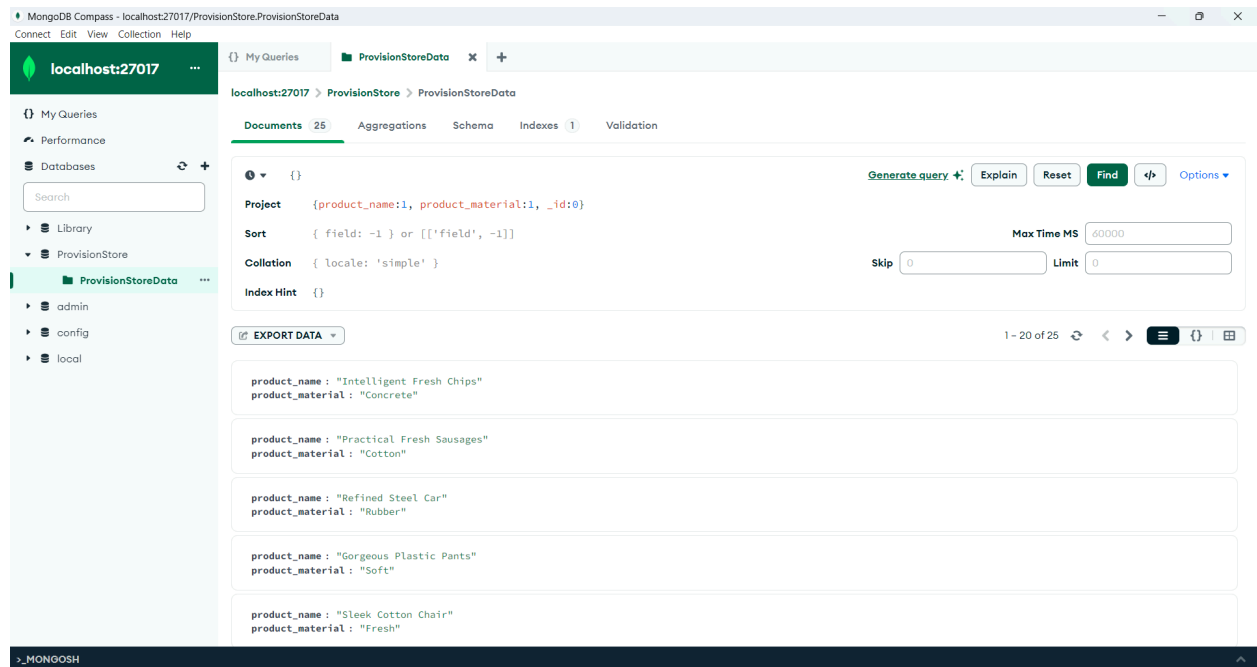 MongoDB Compass - localhost:27017/ProvisionStore.ProvisionStoreData
Connect Edit View Collection Help
localhost:27017 ...
{} My Queries
ProvisionStoreData
localhost:27017 > ProvisionStore > ProvisionStoreData
{} My Queries
Performance
Databases
Search
Library
ProvisionStore
ProvisionStoreData ...
admin
config
local
Documents 25 Aggregations Schema Indexes 1 Validation
{} Generate query Explain Reset Find </> Options
Project {product_name:1, product_material:1, _id:0}
Sort { field: -1 } or [['field', -1]] Max Time MS 60000
Collation { locale: 'simple' } Skip 0 Limit 0
Index Hint {}
EXPORT DATA 1 – 20 of 25 {}
product_name : "Intelligent Fresh Chips"
product_material : "Concrete"
product_name : "Practical Fresh Sausages"
product_material : "Cotton"
product_name : "Refined Steel Car"
product_material : "Rubber"
product_name : "Gorgeous Plastic Pants"
product_material : "Soft"
product_name : "Sleek Cotton Chair"
product_material : "Fresh"
>_MONGOSH